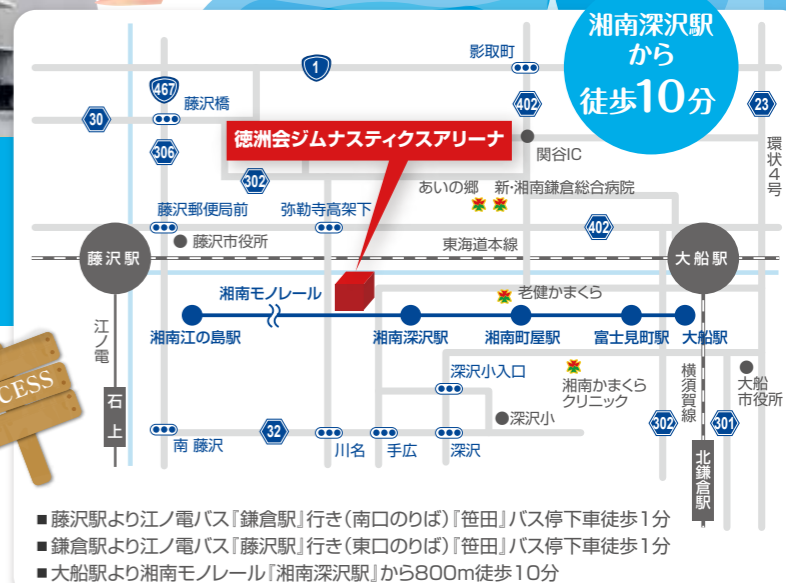 湘南深沢駅
から
徒歩10分
影取町
1
467
藤沢橋
402
23
30
環状4号
306
徳洲会ジムナスティクスアリーナ
関谷IC
302
あいの郷
新・湘南鎌倉総合病院
藤沢郵便局前
弥勒寺高架下
402
藤沢市役所
東海道本線
藤沢駅
大船駅
湘南モノレール
老健かまくら
江ノ電
湘南江の島駅
湘南深沢駅
湘南町屋駅
富士見町駅
大船駅
CESS
深沢小入口
湘南かまくら
クリニック
横須賀線
大船
市役所
石上
深沢小
南 藤沢
32
川名
手広
深沢
302
301
北鎌倉駅
■藤沢駅より江ノ電バス『鎌倉駅』行き(南口のりば)『笹田』バス停下車徒歩1分
■鎌倉駅より江ノ電バス『藤沢駅』行き(東口のりば)『笹田』バス停下車徒歩1分
■大船駅より湘南モノレール『湘南深沢駅』から800m徒歩10分